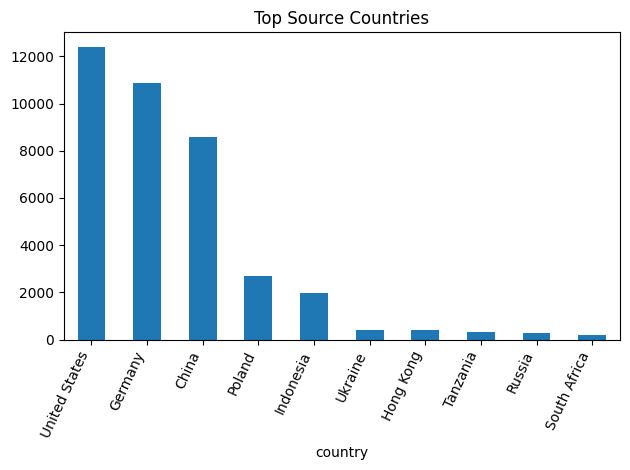 Top Source Countries
12000
10000
8000
6000
4000
2000
0
United States
Germany
China
Poland
Indonesia
Ukraine
Hong Kong
Tanzania
Russia
South Africa
country